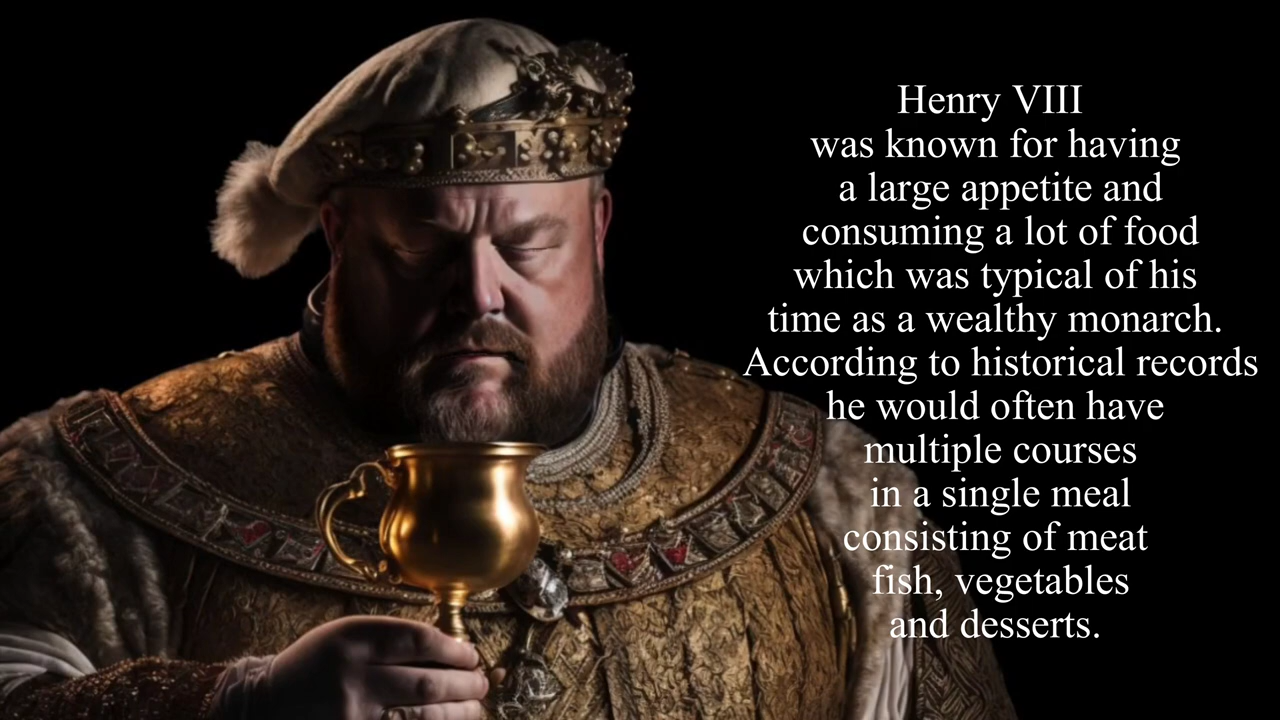 Henry VIII
was known for having
a large appetite and
consuming a lot of food
which was typical of his
time as a wealthy monarch.
According to historical records
he would often have
multiple courses
in a single meal
consisting of meat
fish, vegetables
and desserts.